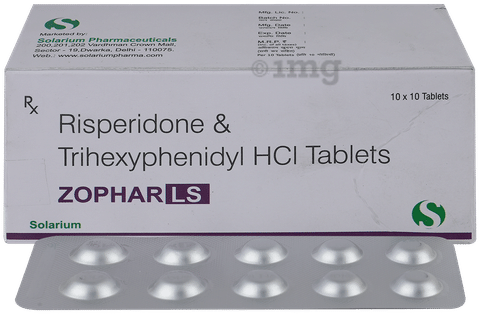 Marketed by:
Solarium Pharmaceuticals
200,201,202 Vardhman Crown Mall,
Sector - 19,Dwarka, Delhi - 110075.
Web.: www.solariumpharma.com
Mfg. Lic. No. :
Batch No. :
Mfg. Date :
Exp. Date :
M.R.P. ₹ :
1mg
Rx
10 x 10 Tablets
Risperidone &
Trihexyphenidyl HCl Tablets
ZOPHAR LS
Solarium